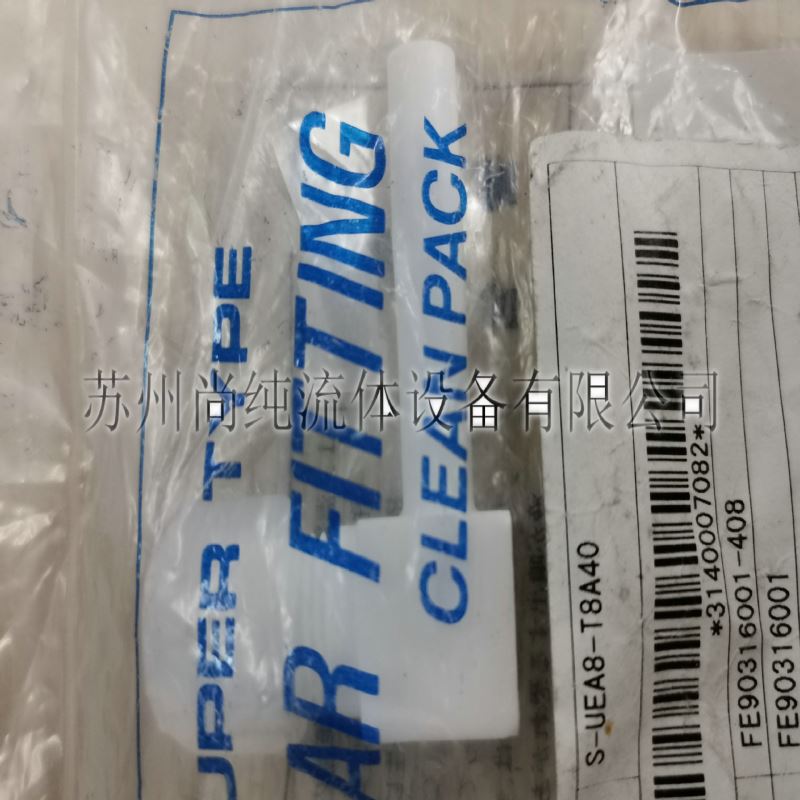 UPER TYPE
AR FITTING
CLEAN PACK
苏州尚纯流体设备有限公司
S-UEA8-T8A40
*3140007082*
FE90316001-408
FE90316001